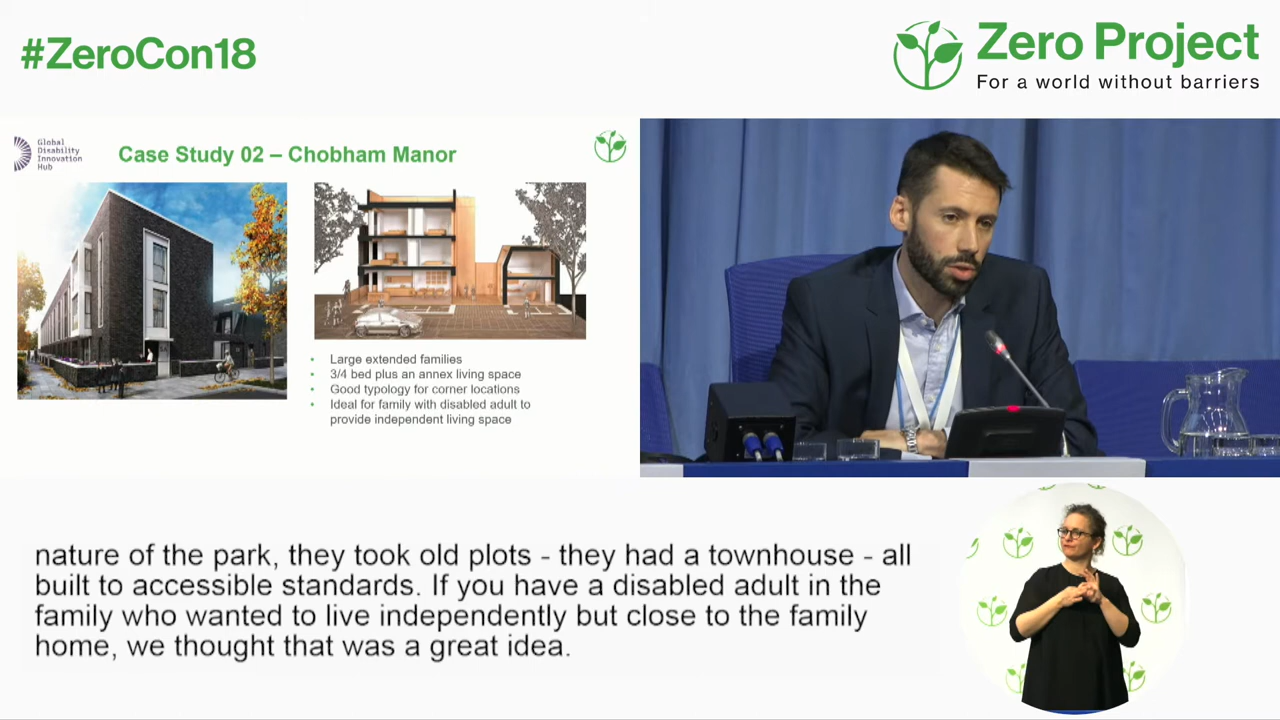 #ZeroCon18
Zero Project
For a world without barriers
Global
Disability
Innovation
Hub
Case Study 02 – Chobham Manor
• Large extended families
• 3/4 bed plus an annex living space
• Good typology for corner locations
• Ideal for family with disabled adult to
provide independent living space
nature of the park, they took old plots - they had a townhouse - all
built to accessible standards. If you have a disabled adult in the
family who wanted to live independently but close to the family
home, we thought that was a great idea.